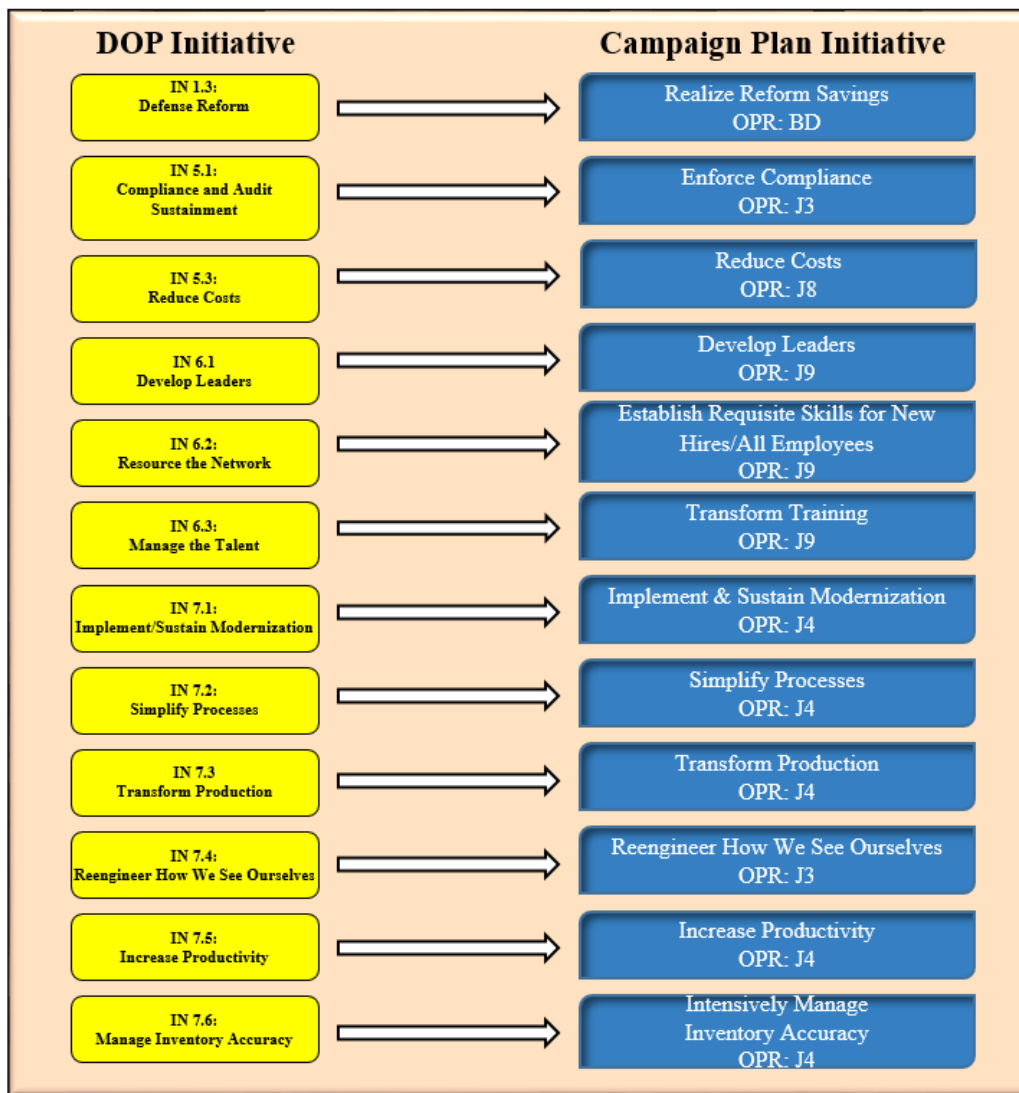 DOP Initiative
Campaign Plan Initiative
IN 1.3:
Defense Reform
Realize Reform Savings
OPR: BD
IN 5.1:
Compliance and Audit
Sustainment
Enforce Compliance
OPR: J3
IN 5.3:
Reduce Costs
Reduce Costs
OPR: J8
IN 6.1
Develop Leaders
Develop Leaders
OPR: J9
IN 6.2:
Resource the Network
Establish Requisite Skills for New
Hires/All Employees
OPR: J9
IN 6.3:
Manage the Talent
Transform Training
OPR: J9
IN 7.1:
Implement/Sustain Modernization
Implement & Sustain Modernization
OPR: J4
IN 7.2:
Simplify Processes
Simplify Processes
OPR: J4
IN 7.3
Transform Production
Transform Production
OPR: J4
IN 7.4:
Reengineer How We See Ourselves
Reengineer How We See Ourselves
OPR: J3
IN 7.5:
Increase Productivity
Increase Productivity
OPR: J4
IN 7.6:
Manage Inventory Accuracy
Intensively Manage
Inventory Accuracy
OPR: J4